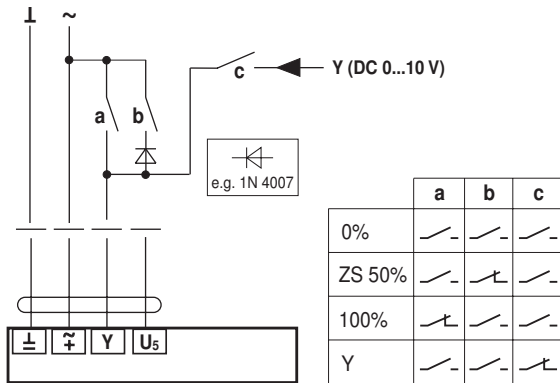 ⊥ ~
a b c Y (DC 0...10 V)
e.g. 1N 4007
a b c
0%
ZS 50%
100%
Y
⊥ ~ + Y U5